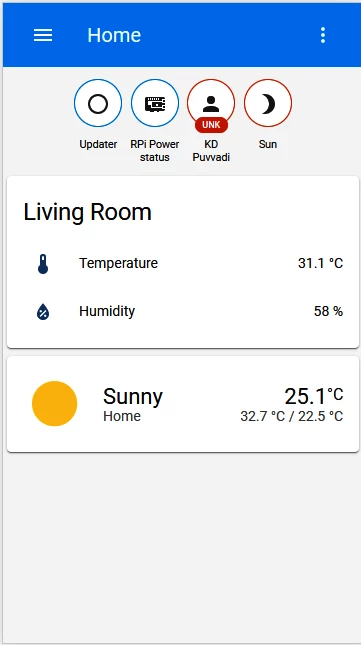 Home
UNK
Updater
RPi Power
status
KD
Puvvadi
Sun
Living Room
Temperature
31.1 °C
Humidity
58 %
Sunny
25.1°C
Home
32.7 °C / 22.5 °C